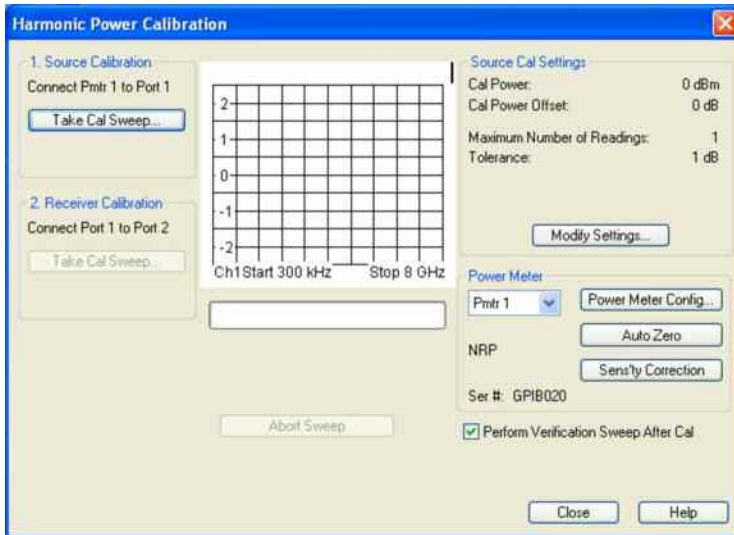 Harmonic Power Calibration
1. Source Calibration
Connect Pmtr 1 to Port 1
Take Cal Sweep...
2. Receiver Calibration
Connect Port 1 to Port 2
Take Cal Sweep...
2
1
0
-1
-2
Ch1 Start 300 kHz Stop 8 GHz
Abort Sweep
Source Cal Settings
Cal Power: 0 dBm
Cal Power Offset: 0 dB
Maximum Number of Readings: 1
Tolerance: 1 dB
Modify Settings...
Power Meter
Pmtr 1
Power Meter Config...
Auto Zero
NRP
Sens'ty Correction
Ser #: GPIB020
Perform Verification Sweep After Cal
Close
Help